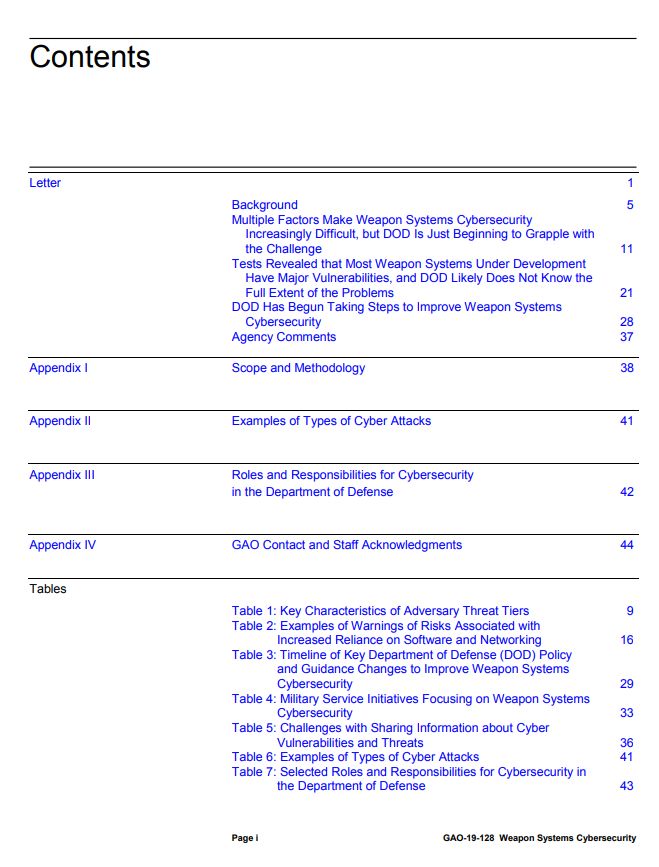 Contents
Letter 1
Background 5
Multiple Factors Make Weapon Systems Cybersecurity
Increasingly Difficult, but DOD Is Just Beginning to Grapple with
the Challenge 11
Tests Revealed that Most Weapon Systems Under Development
Have Major Vulnerabilities, and DOD Likely Does Not Know the
Full Extent of the Problems 21
DOD Has Begun Taking Steps to Improve Weapon Systems
Cybersecurity 28
Agency Comments 37
Appendix I Scope and Methodology 38
Appendix II Examples of Types of Cyber Attacks 41
Appendix III Roles and Responsibilities for Cybersecurity
in the Department of Defense 42
Appendix IV GAO Contact and Staff Acknowledgments 44
Tables
Table 1: Key Characteristics of Adversary Threat Tiers 9
Table 2: Examples of Warnings of Risks Associated with
Increased Reliance on Software and Networking 16
Table 3: Timeline of Key Department of Defense (DOD) Policy
and Guidance Changes to Improve Weapon Systems
Cybersecurity 29
Table 4: Military Service Initiatives Focusing on Weapon Systems
Cybersecurity 33
Table 5: Challenges with Sharing Information about Cyber
Vulnerabilities and Threats 36
Table 6: Examples of Types of Cyber Attacks 41
Table 7: Selected Roles and Responsibilities for Cybersecurity in
the Department of Defense 43
Page i GAO-19-128 Weapon Systems Cybersecurity